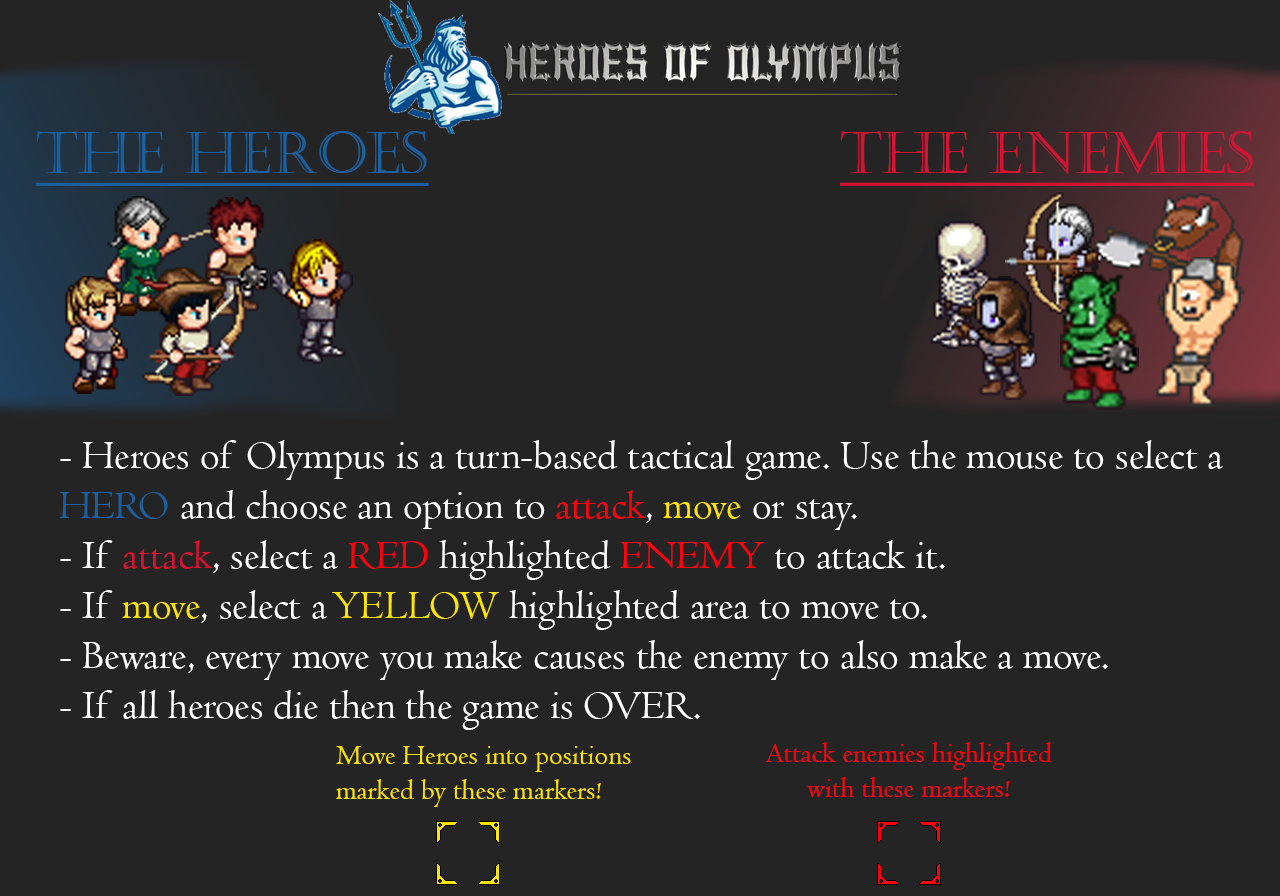 HEROES OF OLYMPUS
THE HEROES
THE ENEMIES
- Heroes of Olympus is a turn-based tactical game. Use the mouse to select a
HERO and choose an option to attack, move or stay.
- If attack, select a RED highlighted ENEMY to attack it.
- If move, select a YELLOW highlighted area to move to.
- Beware, every move you make causes the enemy to also make a move.
- If all heroes die then the game is OVER.
Move Heroes into positions
marked by these markers!
Attack enemies highlighted
with these markers!